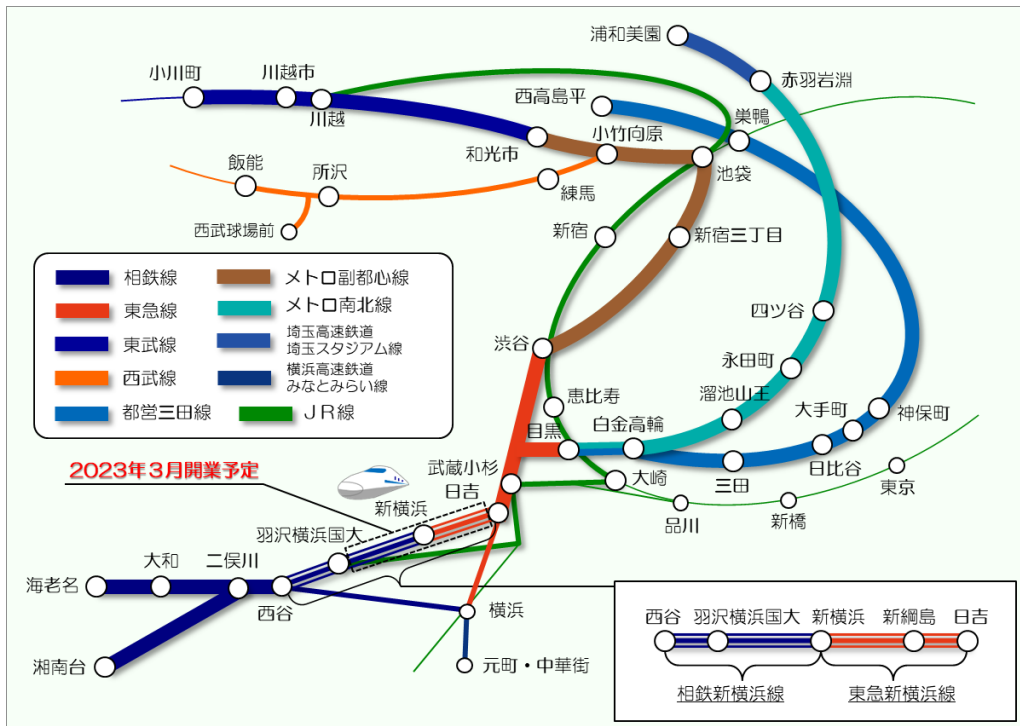 浦和美園
赤羽岩淵
小川町
川越市
川越
西高島平
巣鴨
小竹向原
和光市
池袋
飯能
所沢
練馬
西武球場前
新宿
新宿三丁目
相鉄線
メトロ副都心線
東急線
メトロ南北線
東武線
埼玉高速鉄道
埼玉スタジアム線
西武線
横浜高速鉄道
みなとみらい線
都営三田線
JR線
四ツ谷
渋谷
永田町
恵比寿
溜池山王
大手町
神保町
目黒
白金高輪
日比谷
三田
2023年3月開業予定
武蔵小杉
日吉
大崎
東京
品川
新橋
新横浜
羽沢横浜国大
大和
二俣川
海老名
西谷
横浜
湘南台
元町・中華街
西谷
羽沢横浜国大
新横浜
新綱島
日吉
相鉄新横浜線
東急新横浜線